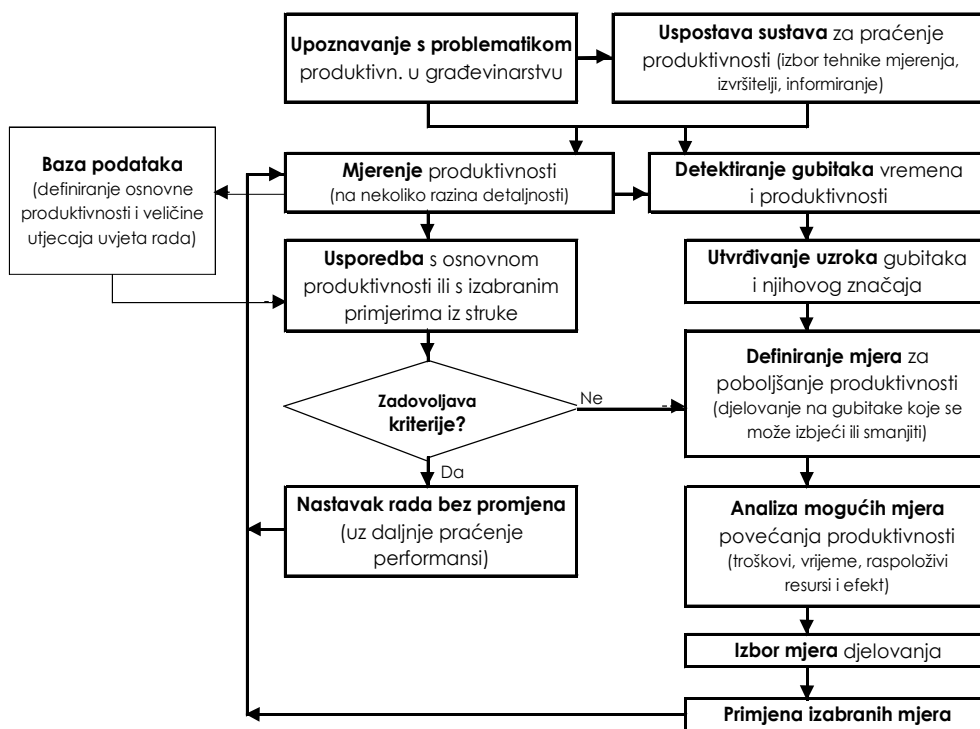 Upoznavanje s problematikom
produktivn. u građevinarstvu
Uspostava sustava za praćenje
produktivnosti (izbor tehnike mjerenja,
izvršitelji, informiranje)
Baza podataka
(definiranje osnovne
produktivnosti i veličine
utjecaja uvjeta rada)
Mjerenje produktivnosti
(na nekoliko razina detaljnosti)
Detektiranje gubitaka vremena
i produktivnosti
Usporedba s osnovnom
produktivnosti ili s izabranim
primjerima iz struke
Utvrđivanje uzroka gubitaka
i njihovog značaja
Zadovoljava
kriterije?
Ne
Da
Definiranje mjera za
poboljšanje produktivnosti
(djelovanje na gubitake koje se
može izbjeći ili smanjiti)
Nastavak rada bez promjena
(uz daljnje praćenje
performansi)
Analiza mogućih mjera
povećanja produktivnosti
(troškovi, vrijeme, raspoloživi
resursi i efekt)
Izbor mjera djelovanja
Primjena izabranih mjera